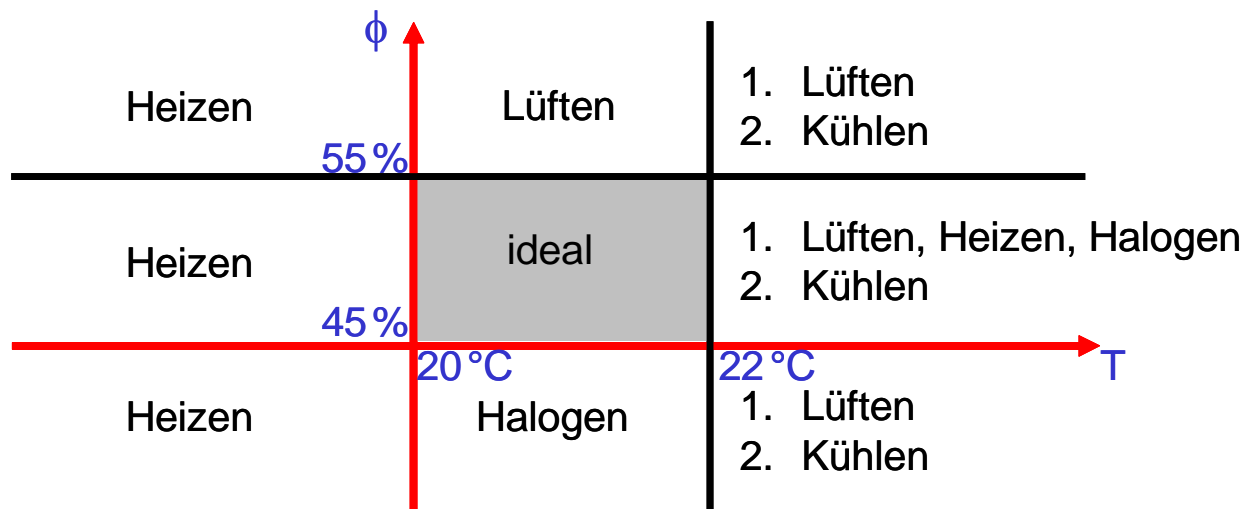 ϕ
Heizen
Lüften
1. Lüften
2. Kühlen
55 %
Heizen
ideal
1. Lüften, Heizen, Halogen
2. Kühlen
45 %
20 °C
22 °C
T
Heizen
Halogen
1. Lüften
2. Kühlen